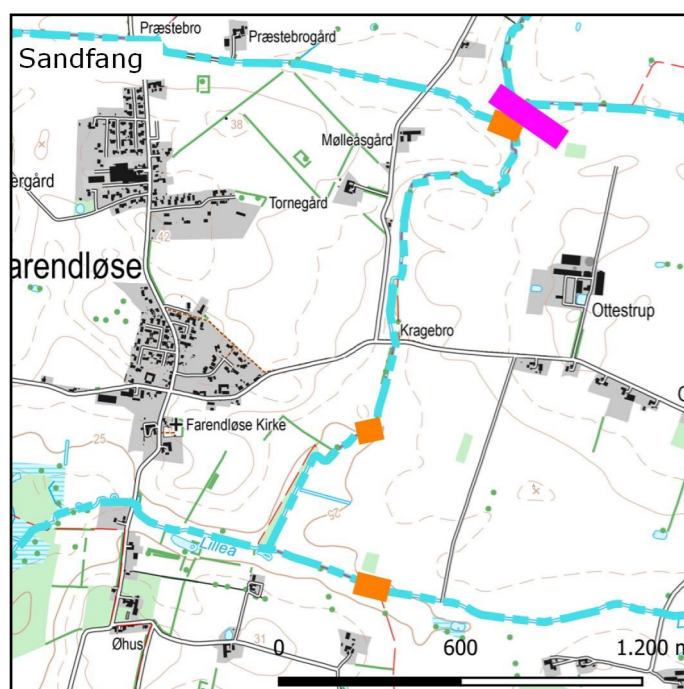 Præstebro
Præstebrogård
Sandfang
38
Mølleåsgård
ergård
Tornegård
42
arendløse
Ottestrup
Kragebro
25
Farendløse Kirke
25
Lilleå
Øhus
31
0
600
1.200 m